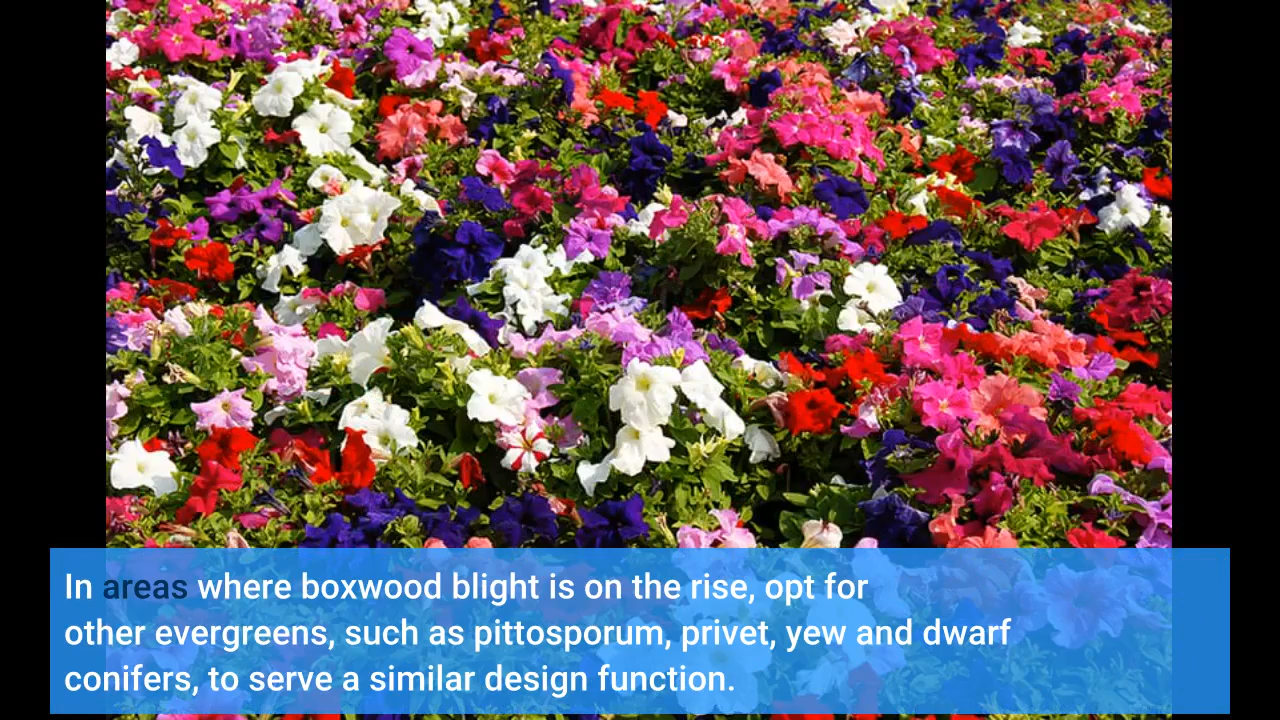 In areas where boxwood blight is on the rise, opt for
other evergreens, such as pittosporum, privet, yew and dwarf
conifers, to serve a similar design function.